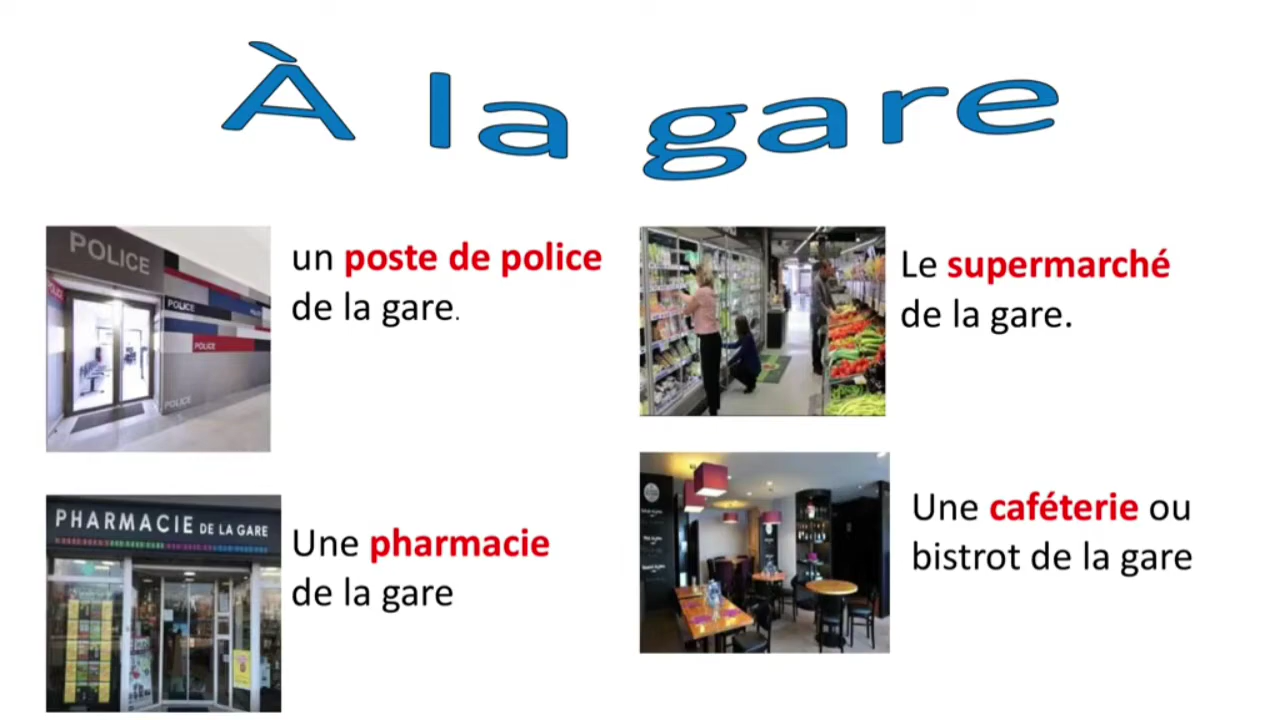 À la gare
POLICE
POLICE
POLICE
POLICE
un poste de police
de la gare.
Le supermarché
de la gare.
PHARMACIE DE LA GARE
Une pharmacie
de la gare
Une caféterie ou
bistrot de la gare